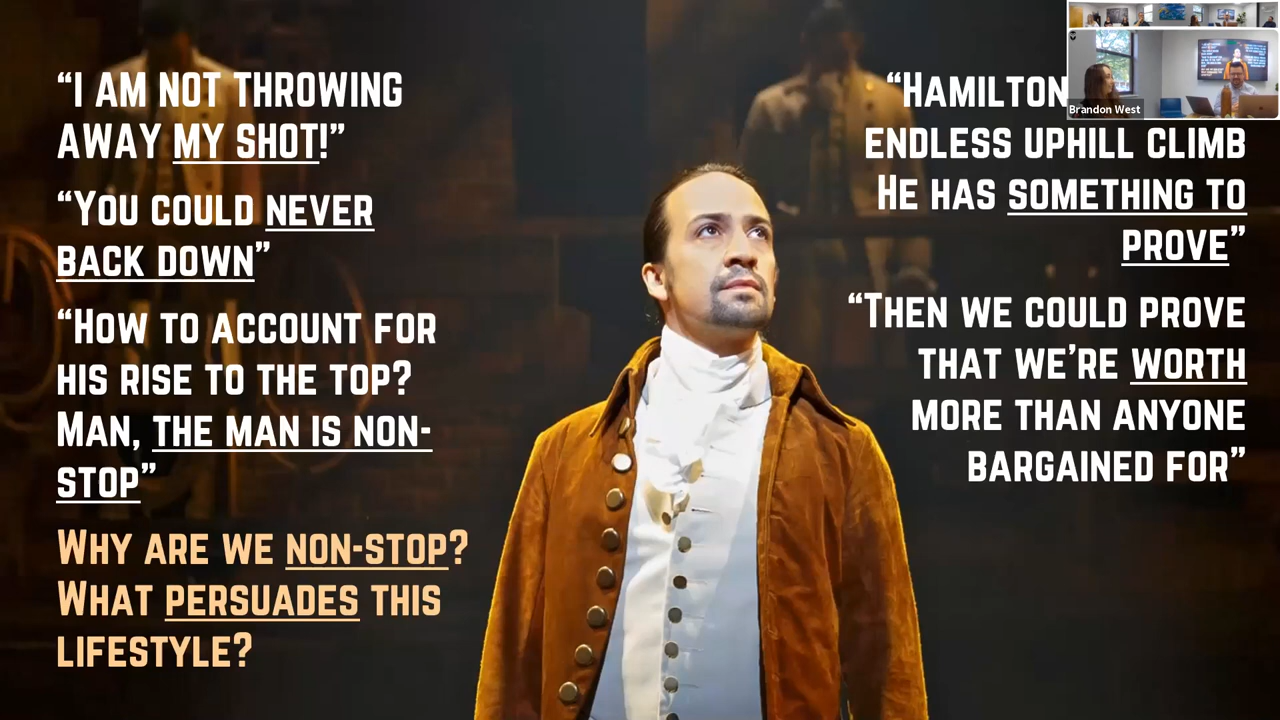 “I AM NOT THROWING
AWAY MY SHOT!”
“YOU COULD NEVER
BACK DOWN”
“HOW TO ACCOUNT FOR
HIS RISE TO THE TOP?
MAN, THE MAN IS NON-
STOP”
WHY ARE WE NON-STOP?
WHAT PERSUADES THIS
LIFESTYLE?
“HAMILTON
ENDLESS UPHILL CLIMB
HE HAS SOMETHING TO
PROVE”
“THEN WE COULD PROVE
THAT WE’RE WORTH
MORE THAN ANYONE
BARGAINED FOR”
Brandon West